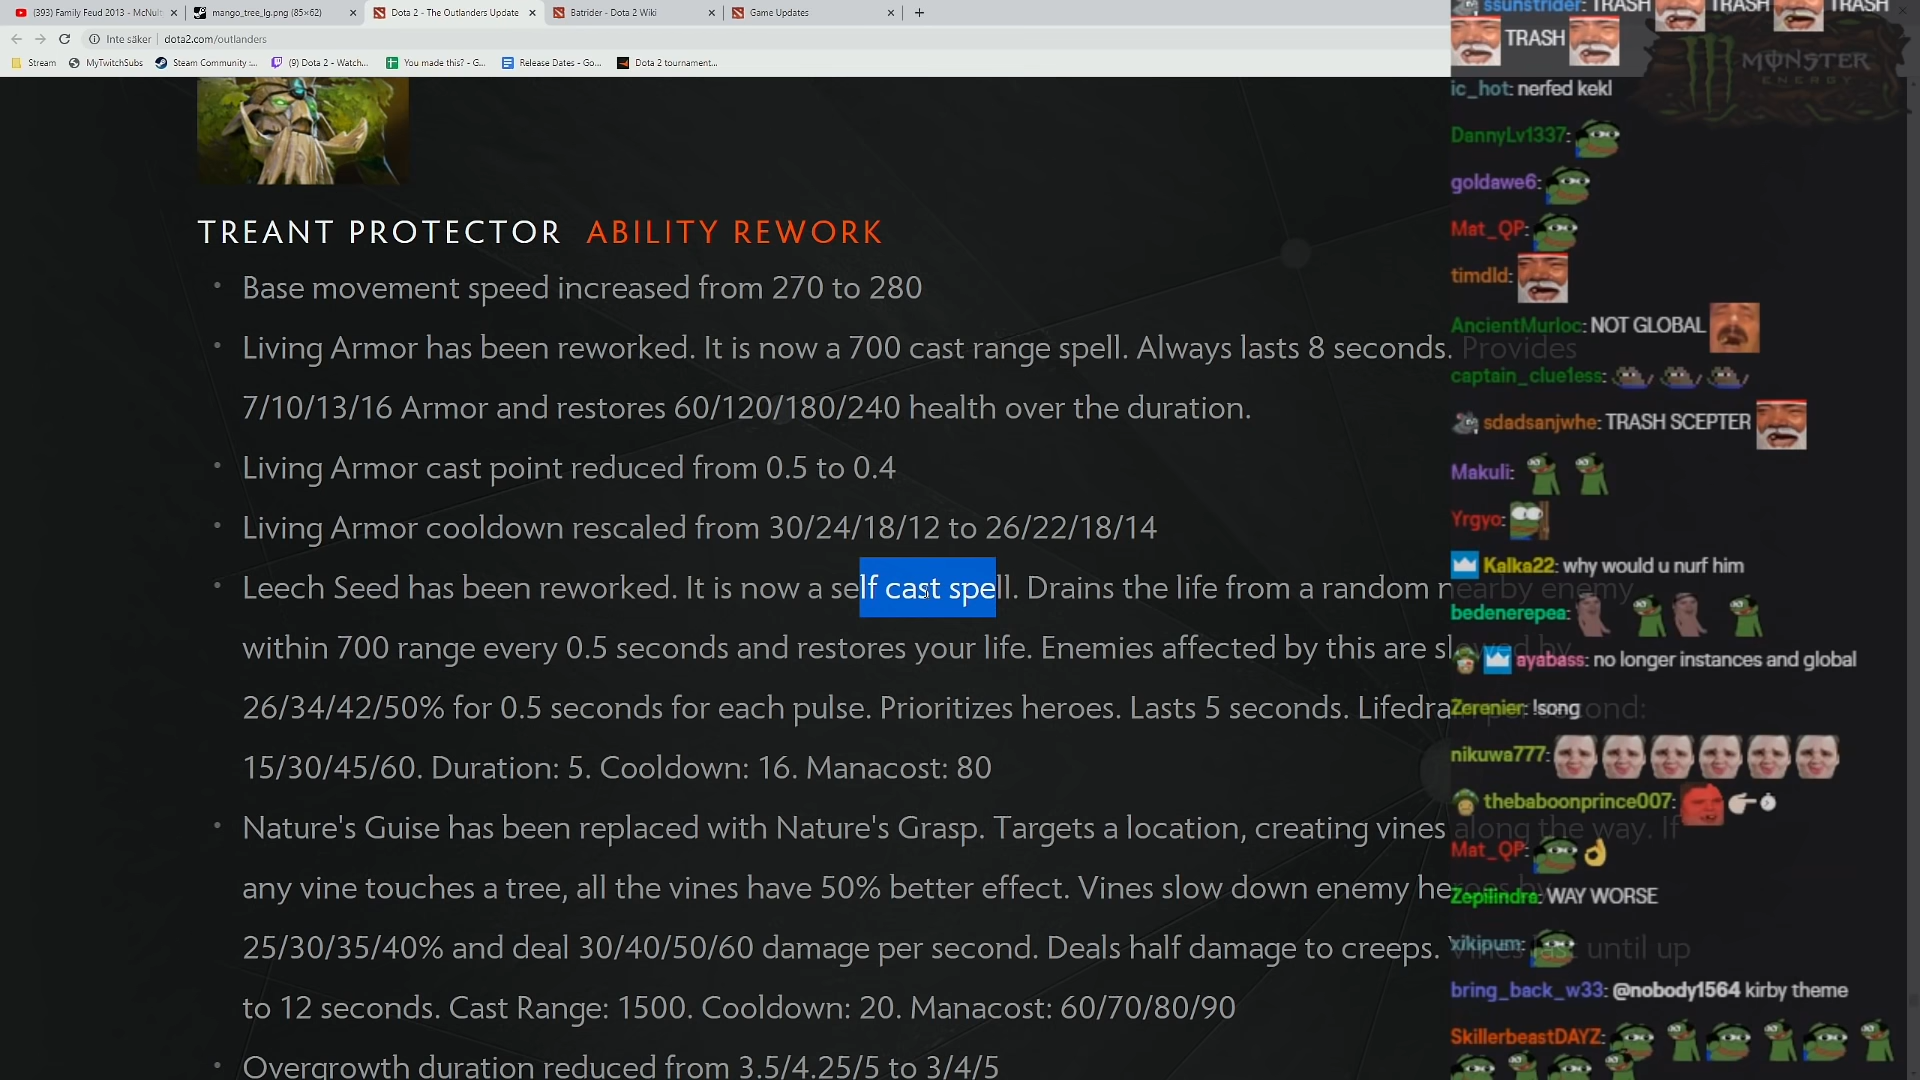 (393) Family Feud 2013 - McNult
mango_tree_lg.png (85×62)
Dota 2 - The Outlanders Update
Batrider - Dota 2 Wiki
Game Updates
Inte säker | dota2.com/outlanders
Stream
MyTwitchSubs
Steam Community :...
(9) Dota 2 - Watch...
You made this? - G...
Release Dates - Go...
Dota 2 tournament...
TREANT PROTECTOR ABILITY REWORK
• Base movement speed increased from 270 to 280
• Living Armor has been reworked. It is now a 700 cast range spell. Always lasts 8 seconds. Provides
7/10/13/16 Armor and restores 60/120/180/240 health over the duration.
• Living Armor cast point reduced from 0.5 to 0.4
• Living Armor cooldown rescaled from 30/24/18/12 to 26/22/18/14
• Leech Seed has been reworked. It is now a self cast spell. Drains the life from a random nearby enemy
within 700 range every 0.5 seconds and restores your life. Enemies affected by this are slowed by
26/34/42/50% for 0.5 seconds for each pulse. Prioritizes heroes. Lasts 5 seconds. Lifedrain per second:
15/30/45/60. Duration: 5. Cooldown: 16. Manacost: 80
• Nature's Guise has been replaced with Nature's Grasp. Targets a location, creating vines along the way. If
any vine touches a tree, all the vines have 50% better effect. Vines slow down enemy heroes by
25/30/35/40% and deal 30/40/50/60 damage per second. Deals half damage to creeps. Vines last until up
to 12 seconds. Cast Range: 1500. Cooldown: 20. Manacost: 60/70/80/90
• Overgrowth duration reduced from 3.5/4.25/5 to 3/4/5
MONSTER
ENERGY
ssunstrider: TRASH TRASH TRASH
TRASH
ic_hot: nerfed kekl
DannyLv1337:
goldawe6:
Mat_QP:
timdld:
AncientMurloc: NOT GLOBAL
captain_clue1ess:
sdadsanjwhe: TRASH SCEPTER
Makuli:
Yrgyo:
Kalka22: why would u nurf him
bedenerepea:
ayabass: no longer instances and global
Zerenier: !song
nikuwa777:
thebaboonprince007:
Mat_QP:
Zepilindra: WAY WORSE
xikipum:
bring_back_w33: @nobody1564 kirby theme
SkillerbeastDAYZ: